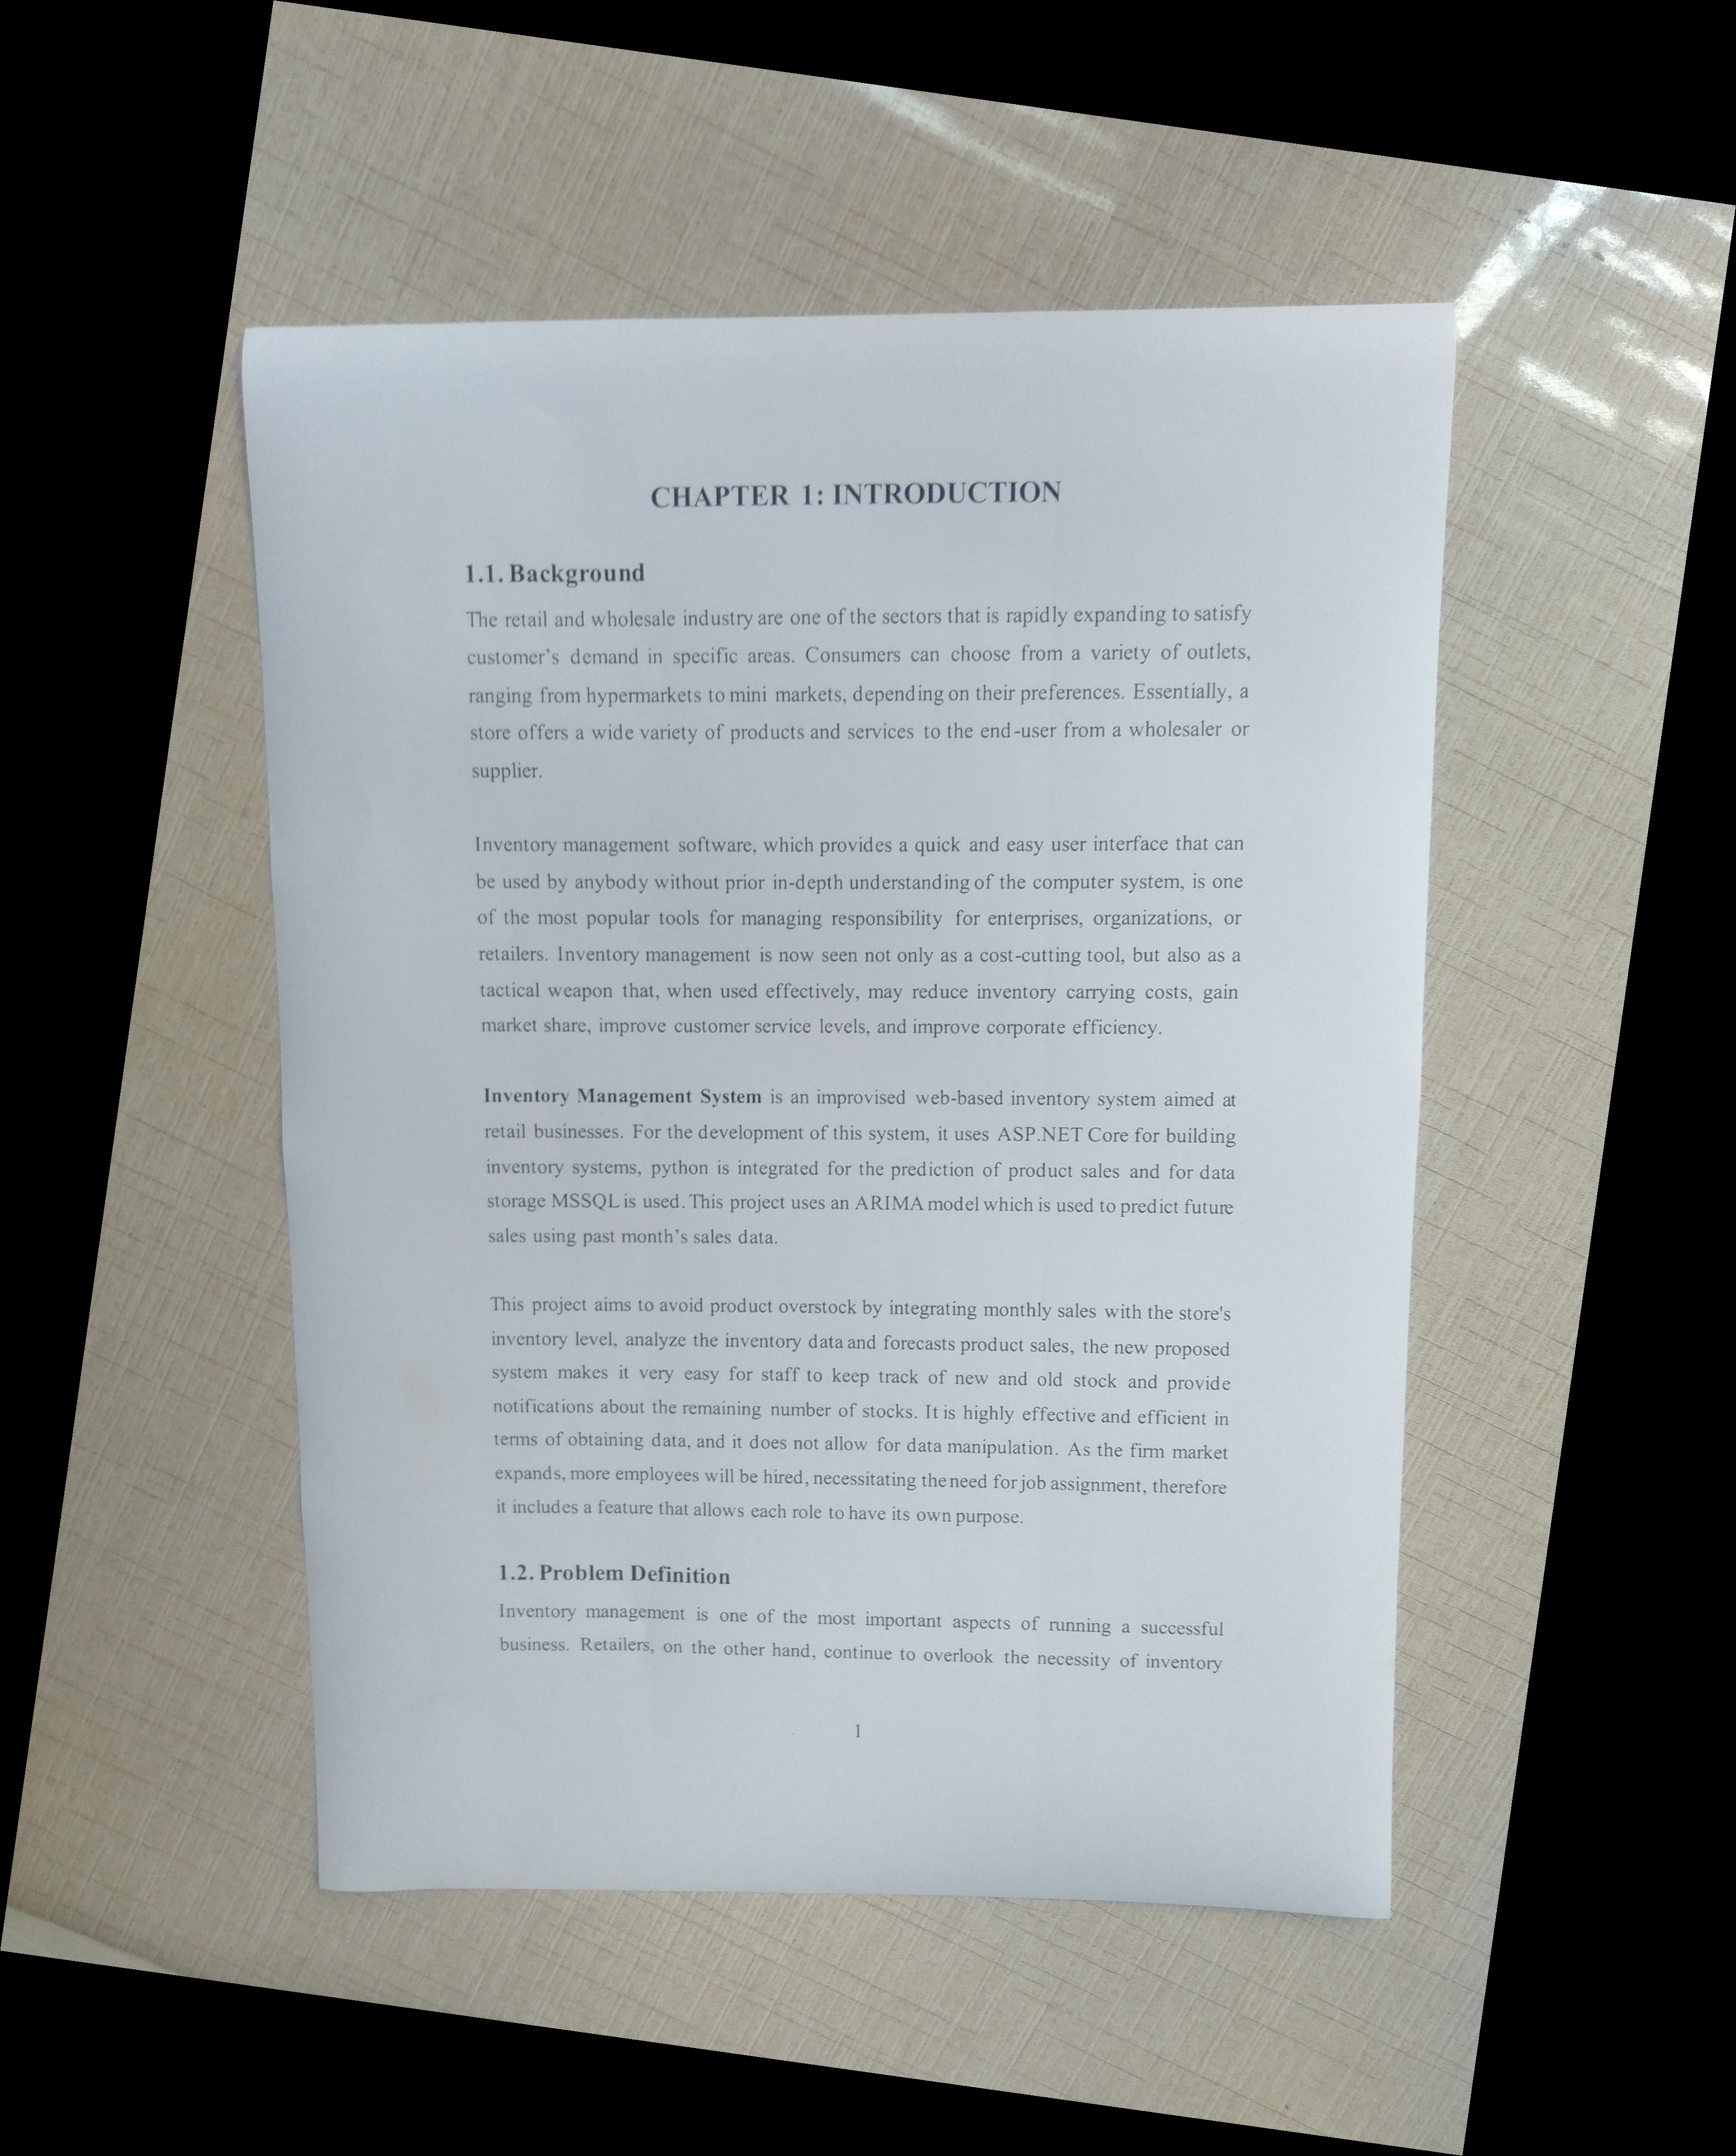 CHAPTER 1: INTRODUCTION
1.1. Background
The retail and wholesale industry are one of the sectors that is rapidly expanding to satisfy
customer's demand in specific areas. Consumers can choose from a variety of outlets,
ranging from hypermarkets to mini markets, depending on their preferences. Essentially, a
store offers a wide variety of products and services to the end-user from a wholesaler or
supplier.
Inventory management software, which provides a quick and easy user interface that can
be used by anybody without prior in-depth understanding of the computer system, is one
of the most popular tools for managing responsibility for enterprises, organizations, or
retailers. Inventory management is now seen not only as a cost-cutting tool, but also as a
tactical weapon that, when used effectively, may reduce inventory carrying costs, gain
market share, improve customer service levels, and improve corporate efficiency.
Inventory Management System is an improvised web-based inventory system aimed at
retail businesses. For the development of this system, it uses ASP.NET Core for building
inventory systems, python is integrated for the prediction of product sales and for data
storage MSSQL is used. This project uses an ARIMA model which is used to predict future
sales using past month's sales data.
This project aims to avoid product overstock by integrating monthly sales with the store's
inventory level, analyze the inventory data and forecasts product sales, the new proposed
system makes it very easy for staff to keep track of new and old stock and provide
notifications about the remaining number of stocks. It is highly effective and efficient in
terms of obtaining data, and it does not allow for data manipulation. As the firm market
expands, more employees will be hired, necessitating the need for job assignment, therefore
it includes a feature that allows each role to have its own purpose.
1.2. Problem Definition
Inventory management is one of the most important aspects of running a successful
business. Retailers, on the other hand, continue to overlook the necessity of inventory
1